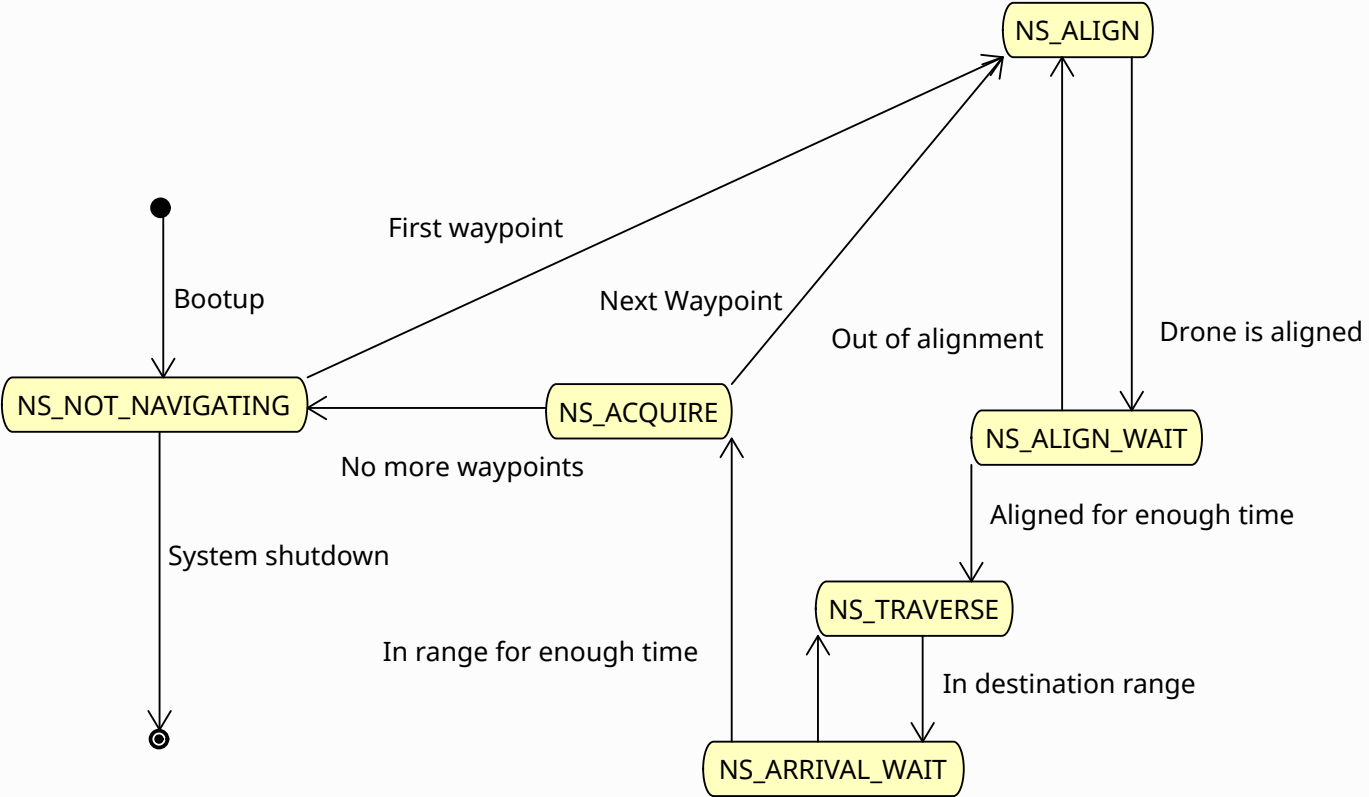 NS_ALIGN
First waypoint
Bootup
Next Waypoint
Out of alignment
Drone is aligned
NS_NOT_NAVIGATING
NS_ACQUIRE
NS_ALIGN_WAIT
No more waypoints
Aligned for enough time
System shutdown
NS_TRAVERSE
In range for enough time
In destination range
NS_ARRIVAL_WAIT